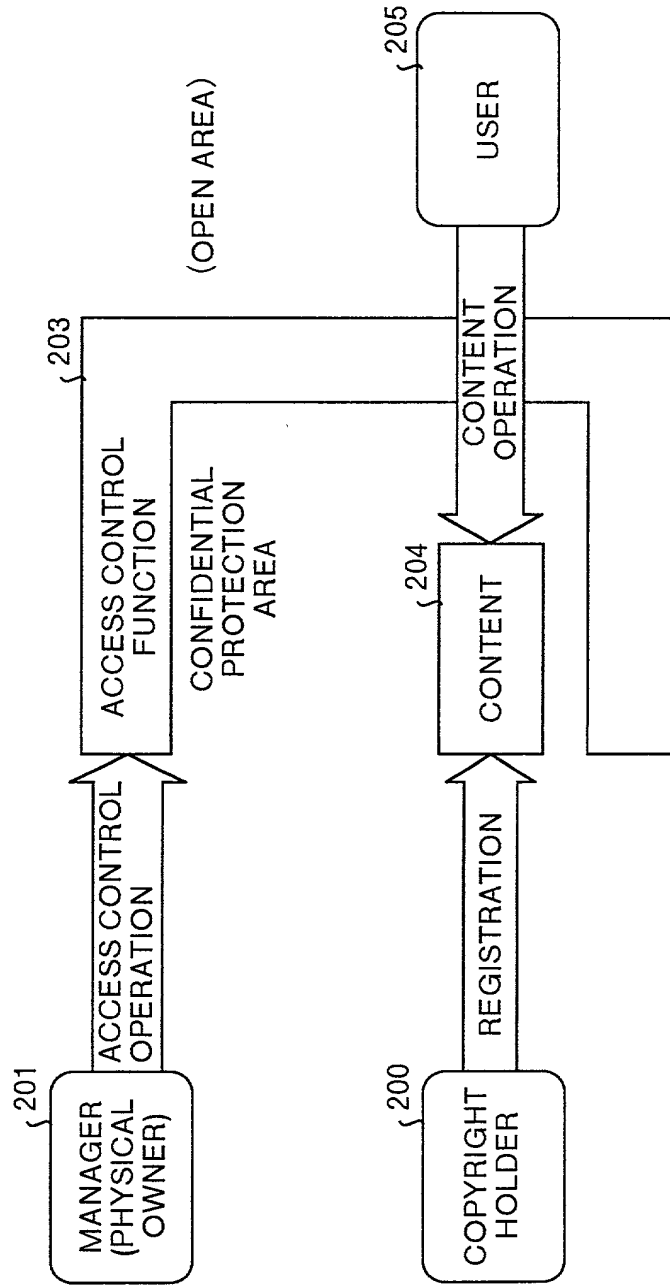 201
MANAGER
(PHYSICAL
OWNER)
ACCESS CONTROL
OPERATION
203
ACCESS CONTROL
FUNCTION
CONFIDENTIAL
PROTECTION
AREA
(OPEN AREA)
200
COPYRIGHT
HOLDER
REGISTRATION
204
CONTENT
CONTENT
OPERATION
205
USER